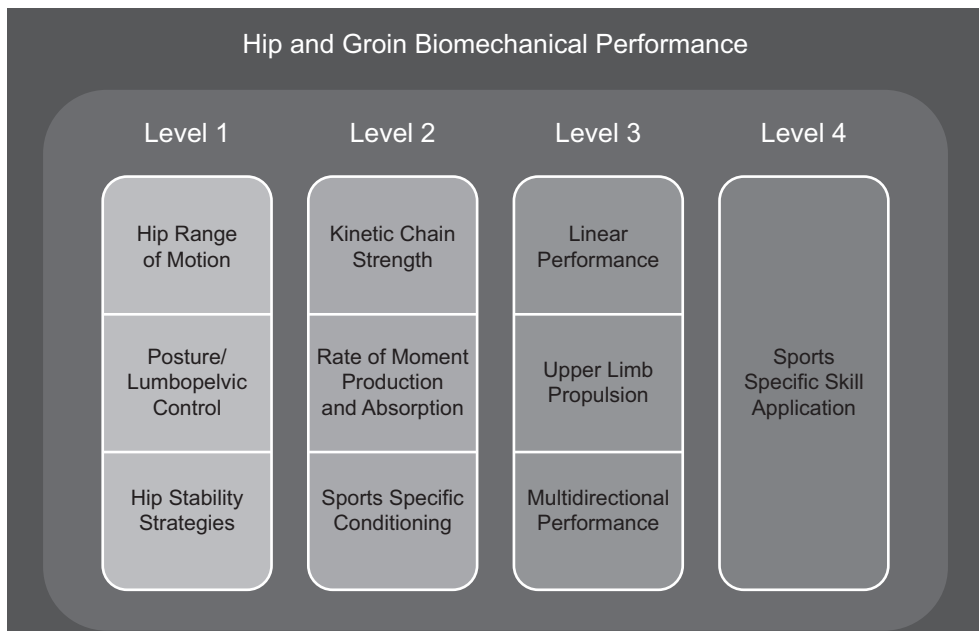 Hip and Groin Biomechanical Performance
Level 1
Hip Range
of Motion
Posture/
Lumbopelvic
Control
Hip Stability
Strategies
Level 2
Kinetic Chain
Strength
Rate of Moment
Production
and Absorption
Sports Specific
Conditioning
Level 3
Linear
Performance
Upper Limb
Propulsion
Multidirectional
Performance
Level 4
Sports
Specific Skill
Application